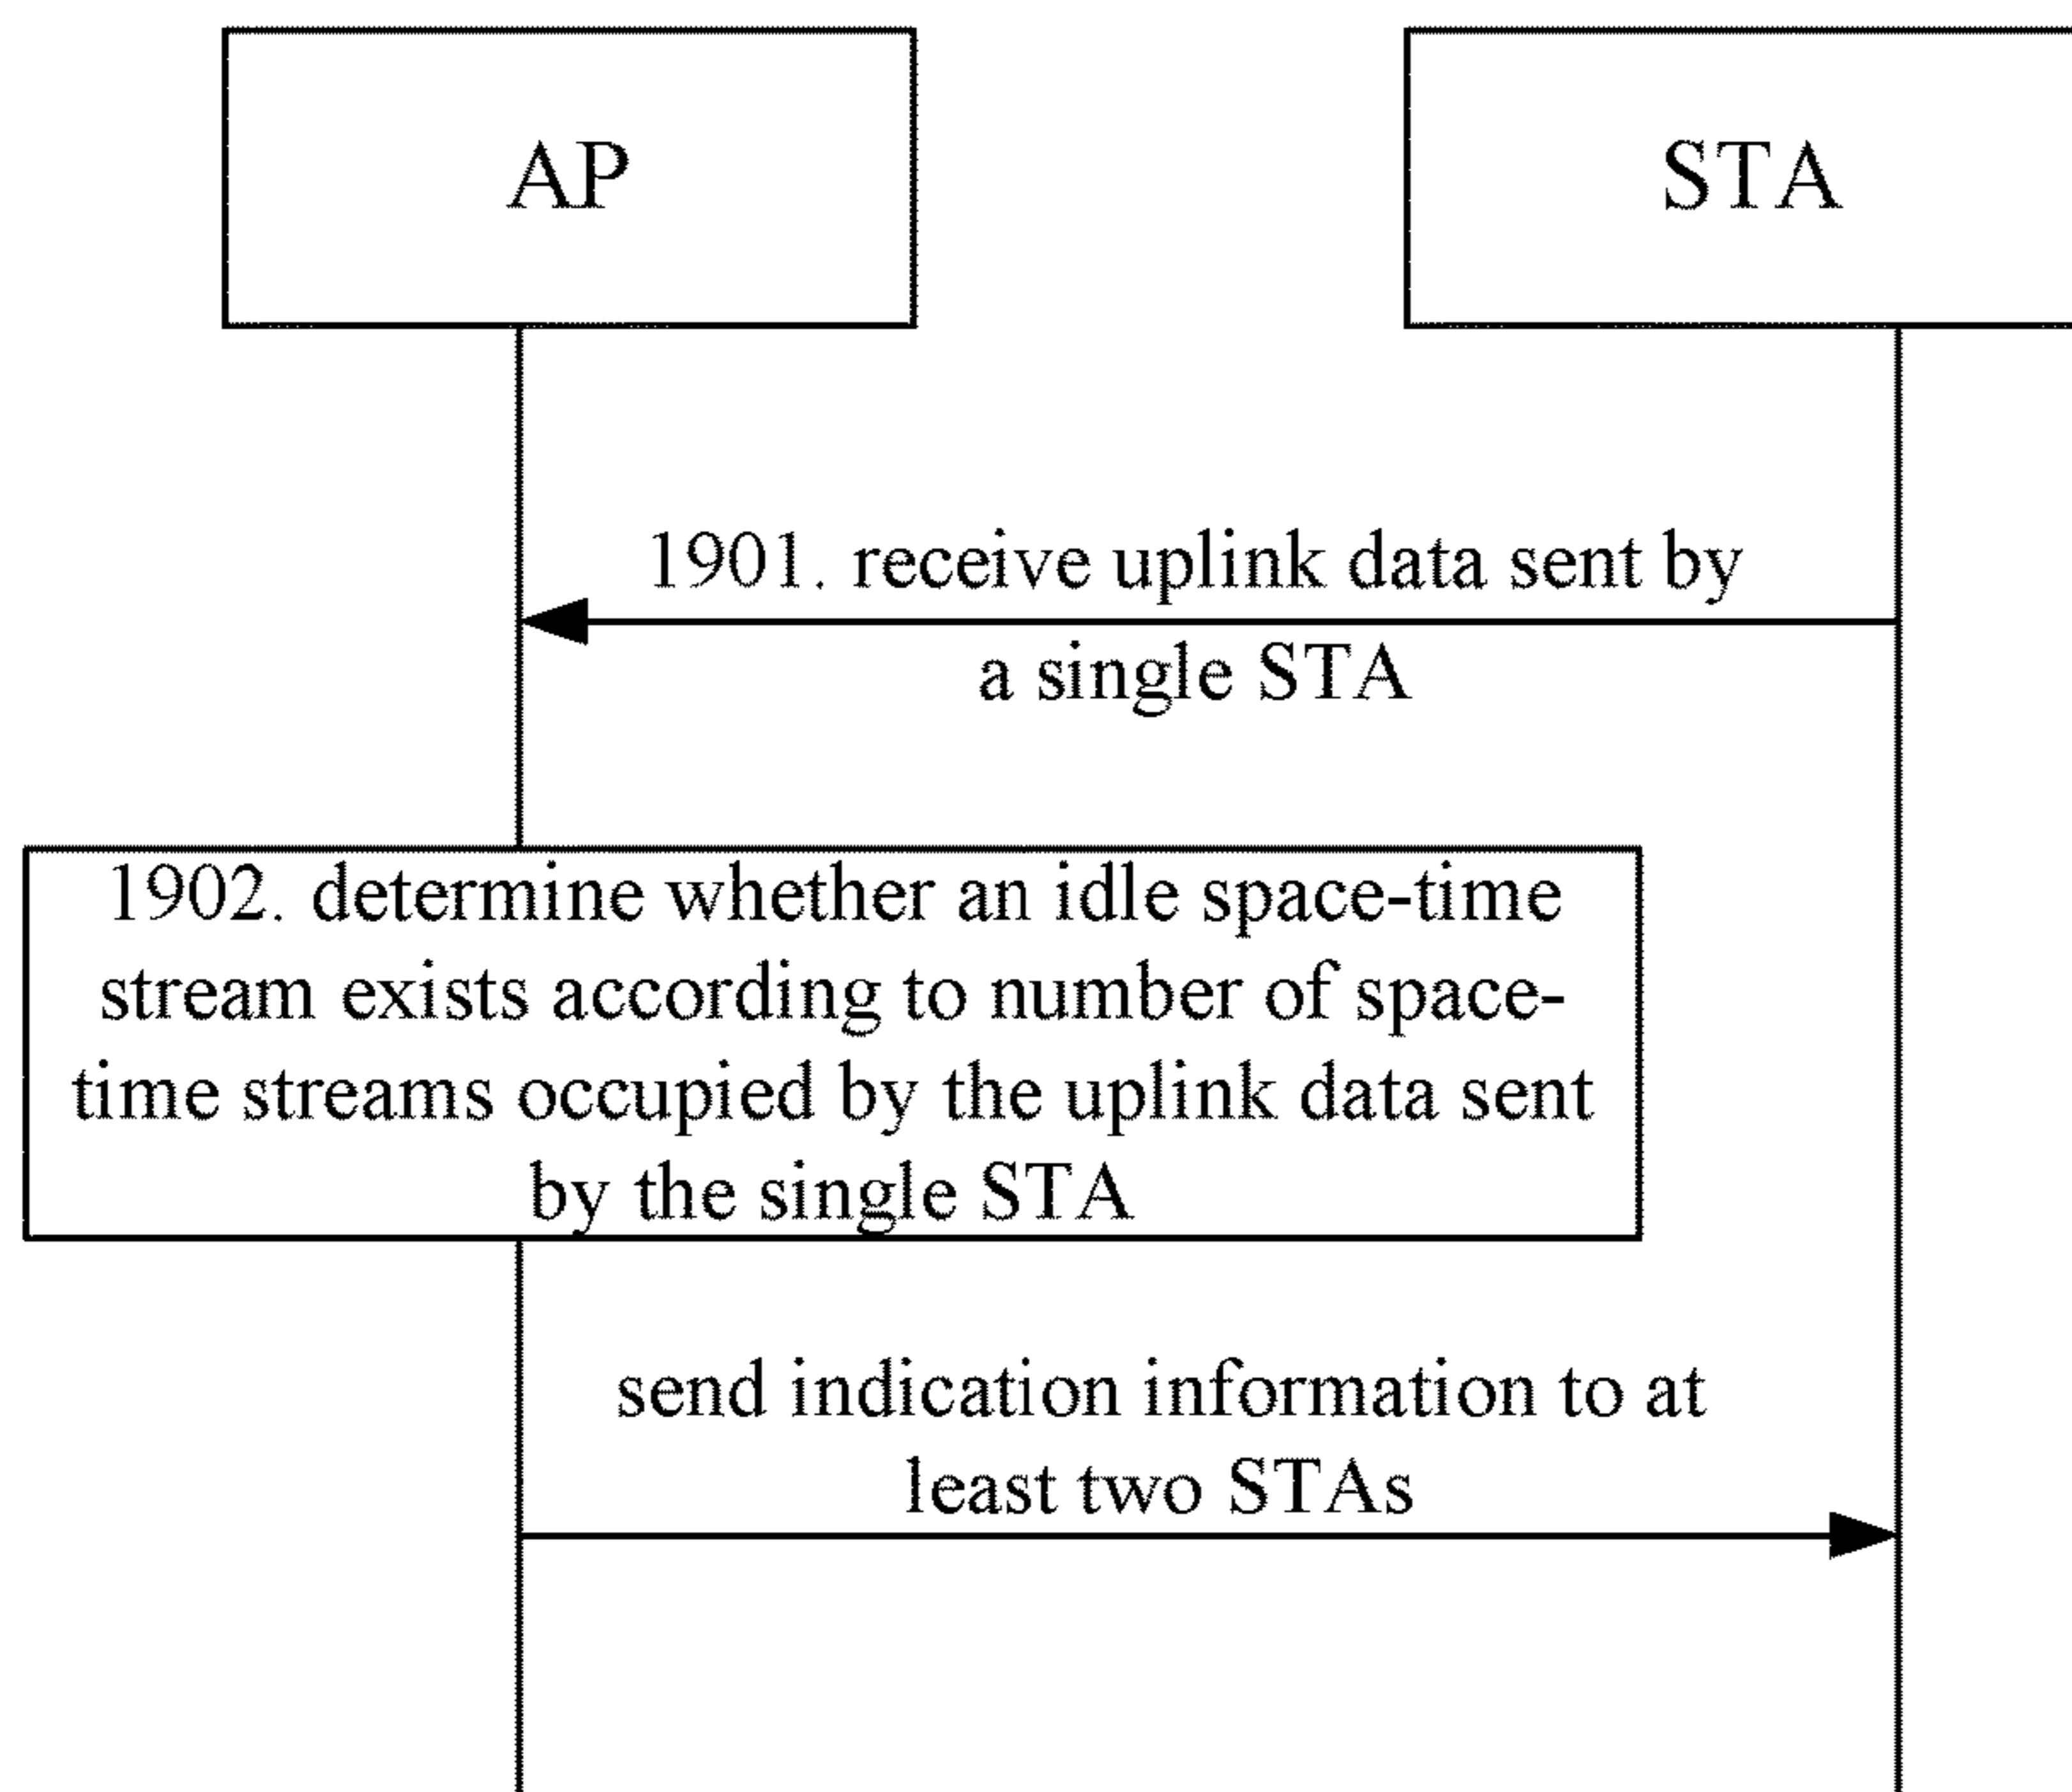 AP
STA
1901. receive uplink data sent by
a single STA
1902. determine whether an idle space-time
stream exists according to number of space-
time streams occupied by the uplink data sent
by the single STA
send indication information to at
least two STAs